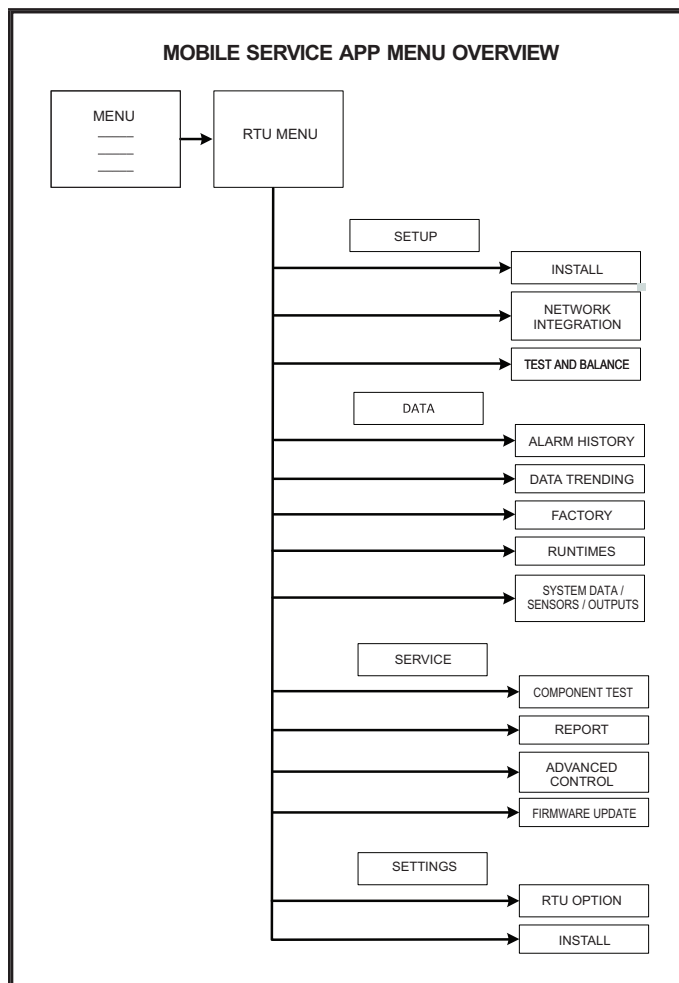 MOBILE SERVICE APP MENU OVERVIEW
MENU
RTU MENU
SETUP
INSTALL
NETWORK
INTEGRATION
TEST AND BALANCE
DATA
ALARM HISTORY
DATA TRENDING
FACTORY
RUNTIMES
SYSTEM DATA /
SENSORS / OUTPUTS
SERVICE
COMPONENT TEST
REPORT
ADVANCED
CONTROL
FIRMWARE UPDATE
SETTINGS
RTU OPTION
INSTALL